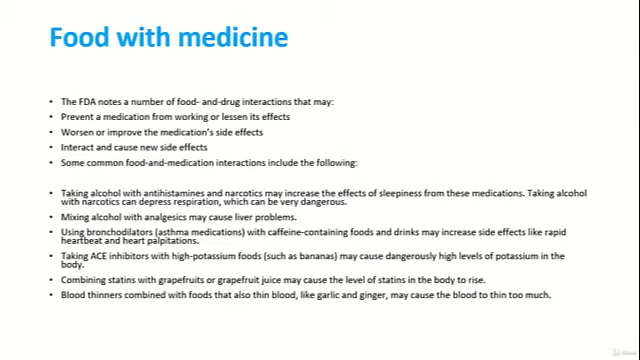 Food with medicine
• The FDA notes a number of food- and-drug interactions that may:
• Prevent a medication from working or lessen its effects
• Worsen or improve the medication's side effects
• Interact and cause new side effects
• Some common food-and-medication interactions include the following:
• Taking alcohol with antihistamines and narcotics may increase the effects of sleepiness from these medications. Taking alcohol
with narcotics can depress respiration, which can be very dangerous.
• Mixing alcohol with analgesics may cause liver problems.
• Using bronchodilators (asthma medications) with caffeine-containing foods and drinks may increase side effects like rapid
heartbeat and heart palpitations.
• Taking ACE inhibitors with high-potassium foods (such as bananas) may cause dangerously high levels of potassium in the
body.
• Combining statins with grapefruits or grapefruit juice may cause the level of statins in the body to rise.
• Blood thinners combined with foods that also thin blood, like garlic and ginger, may cause the blood to thin too much.